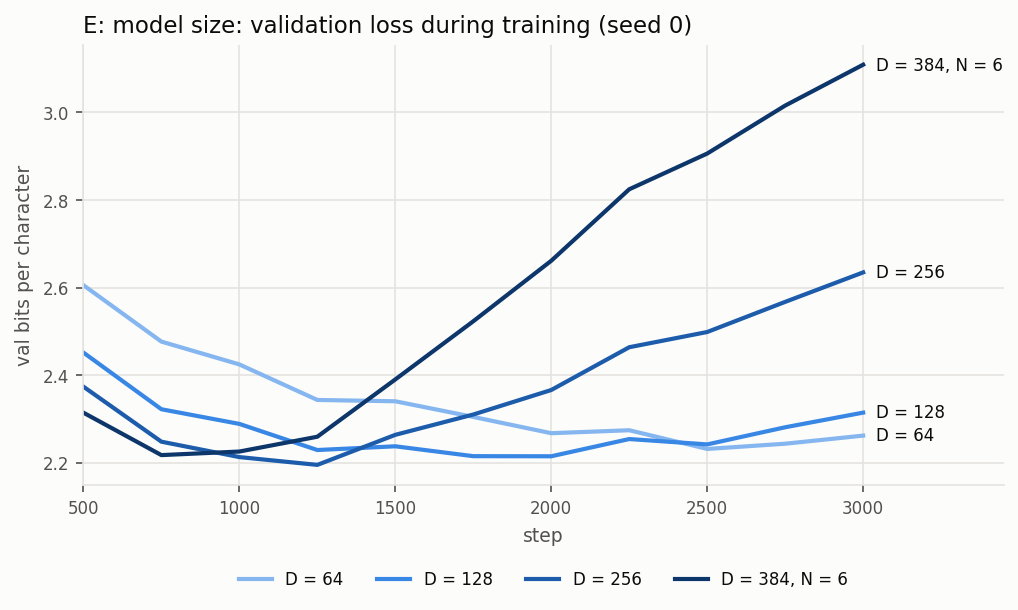 E: model size: validation loss during training (seed 0)
val bits per character
3.0
2.8
2.6
2.4
2.2
D = 384, N = 6
D = 256
D = 128
D = 64
500 1000 1500 2000 2500 3000
step
D = 64 D = 128 D = 256 D = 384, N = 6